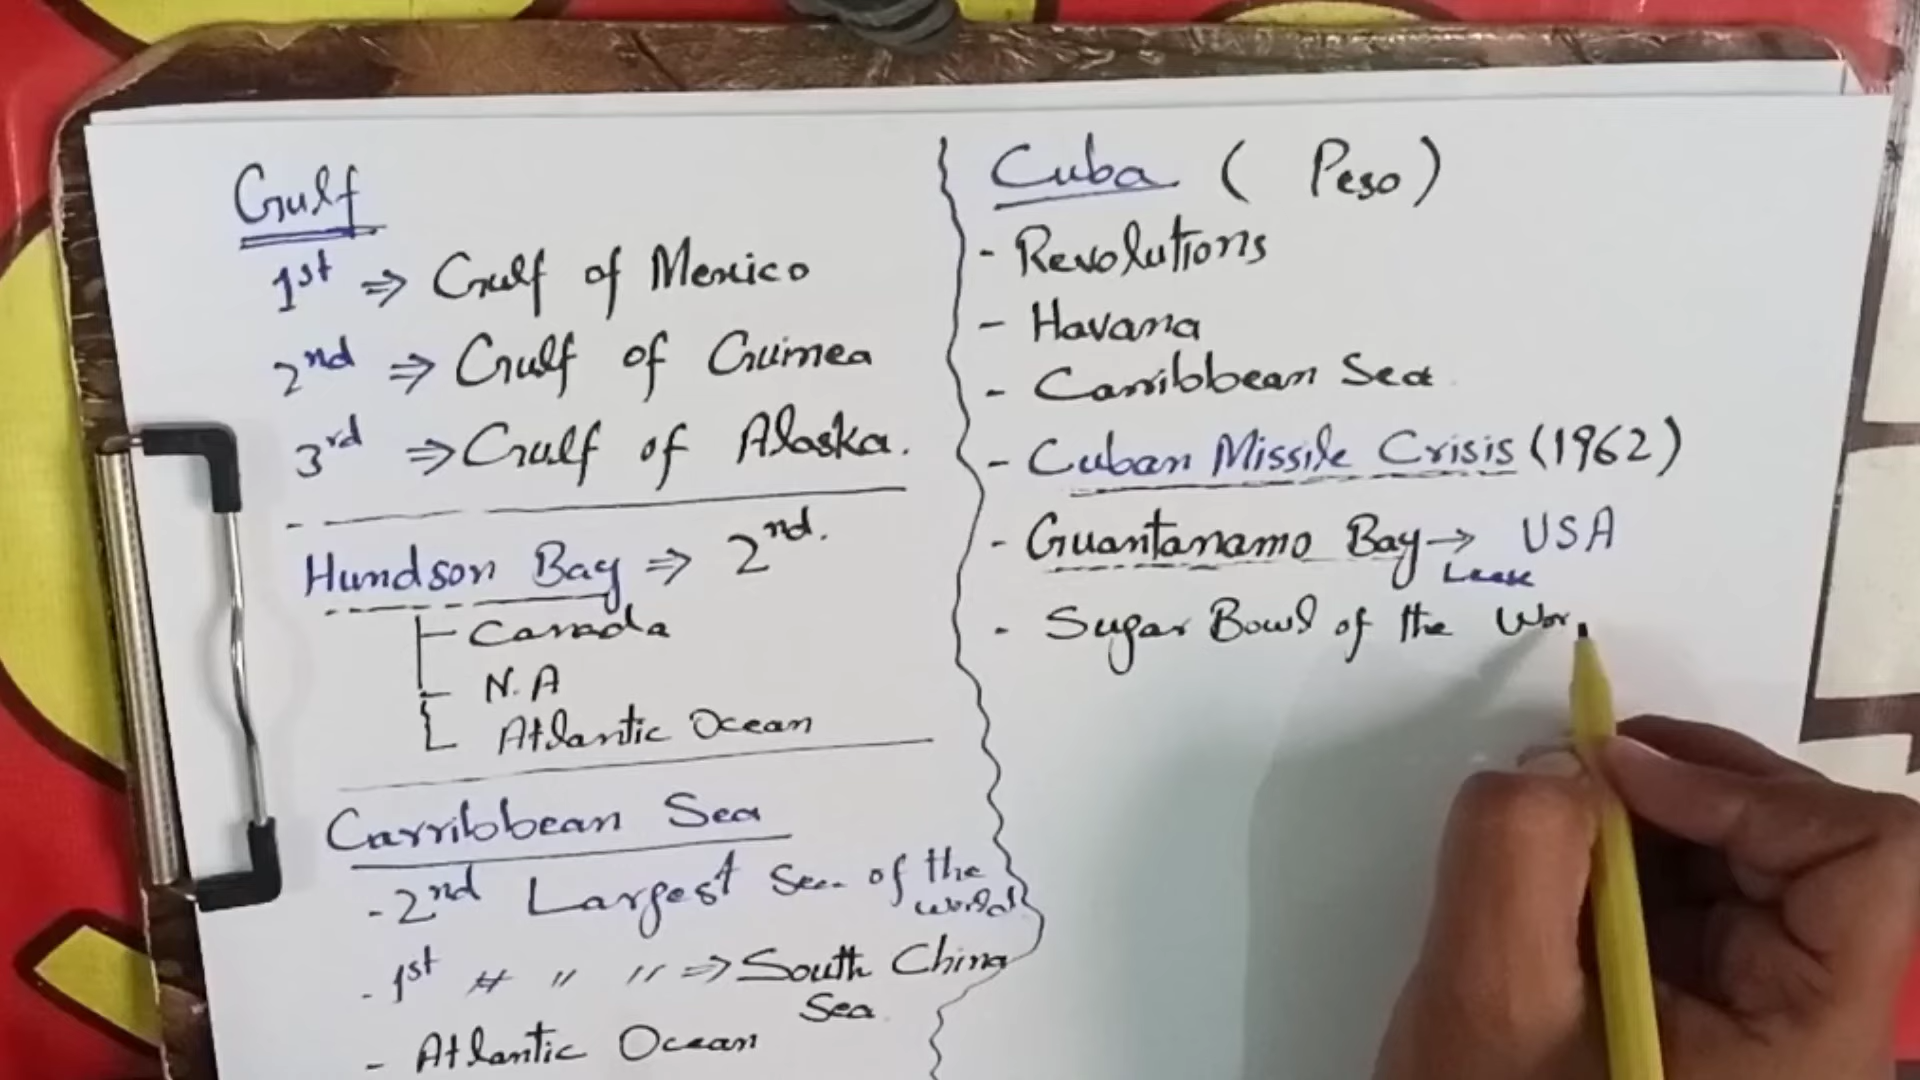 Gulf
1st ⇒ Gulf of Mexico
2nd ⇒ Gulf of Guinea
3rd ⇒ Gulf of Alaska.
Hundson Bay ⇒ 2nd.
Canada
N.A
Atlantic Ocean
Carribbean Sea
- 2nd Largest Sea of the
world
- 1st " " " ⇒ South China
Sea
- Atlantic Ocean
Cuba ( Peso )
- Revolutions
- Havana
- Carribbean Sea
- Cuban Missile Crisis (1962)
- Guantanamo Bay → USA
Lease
- Sugar Bowl of the Wor